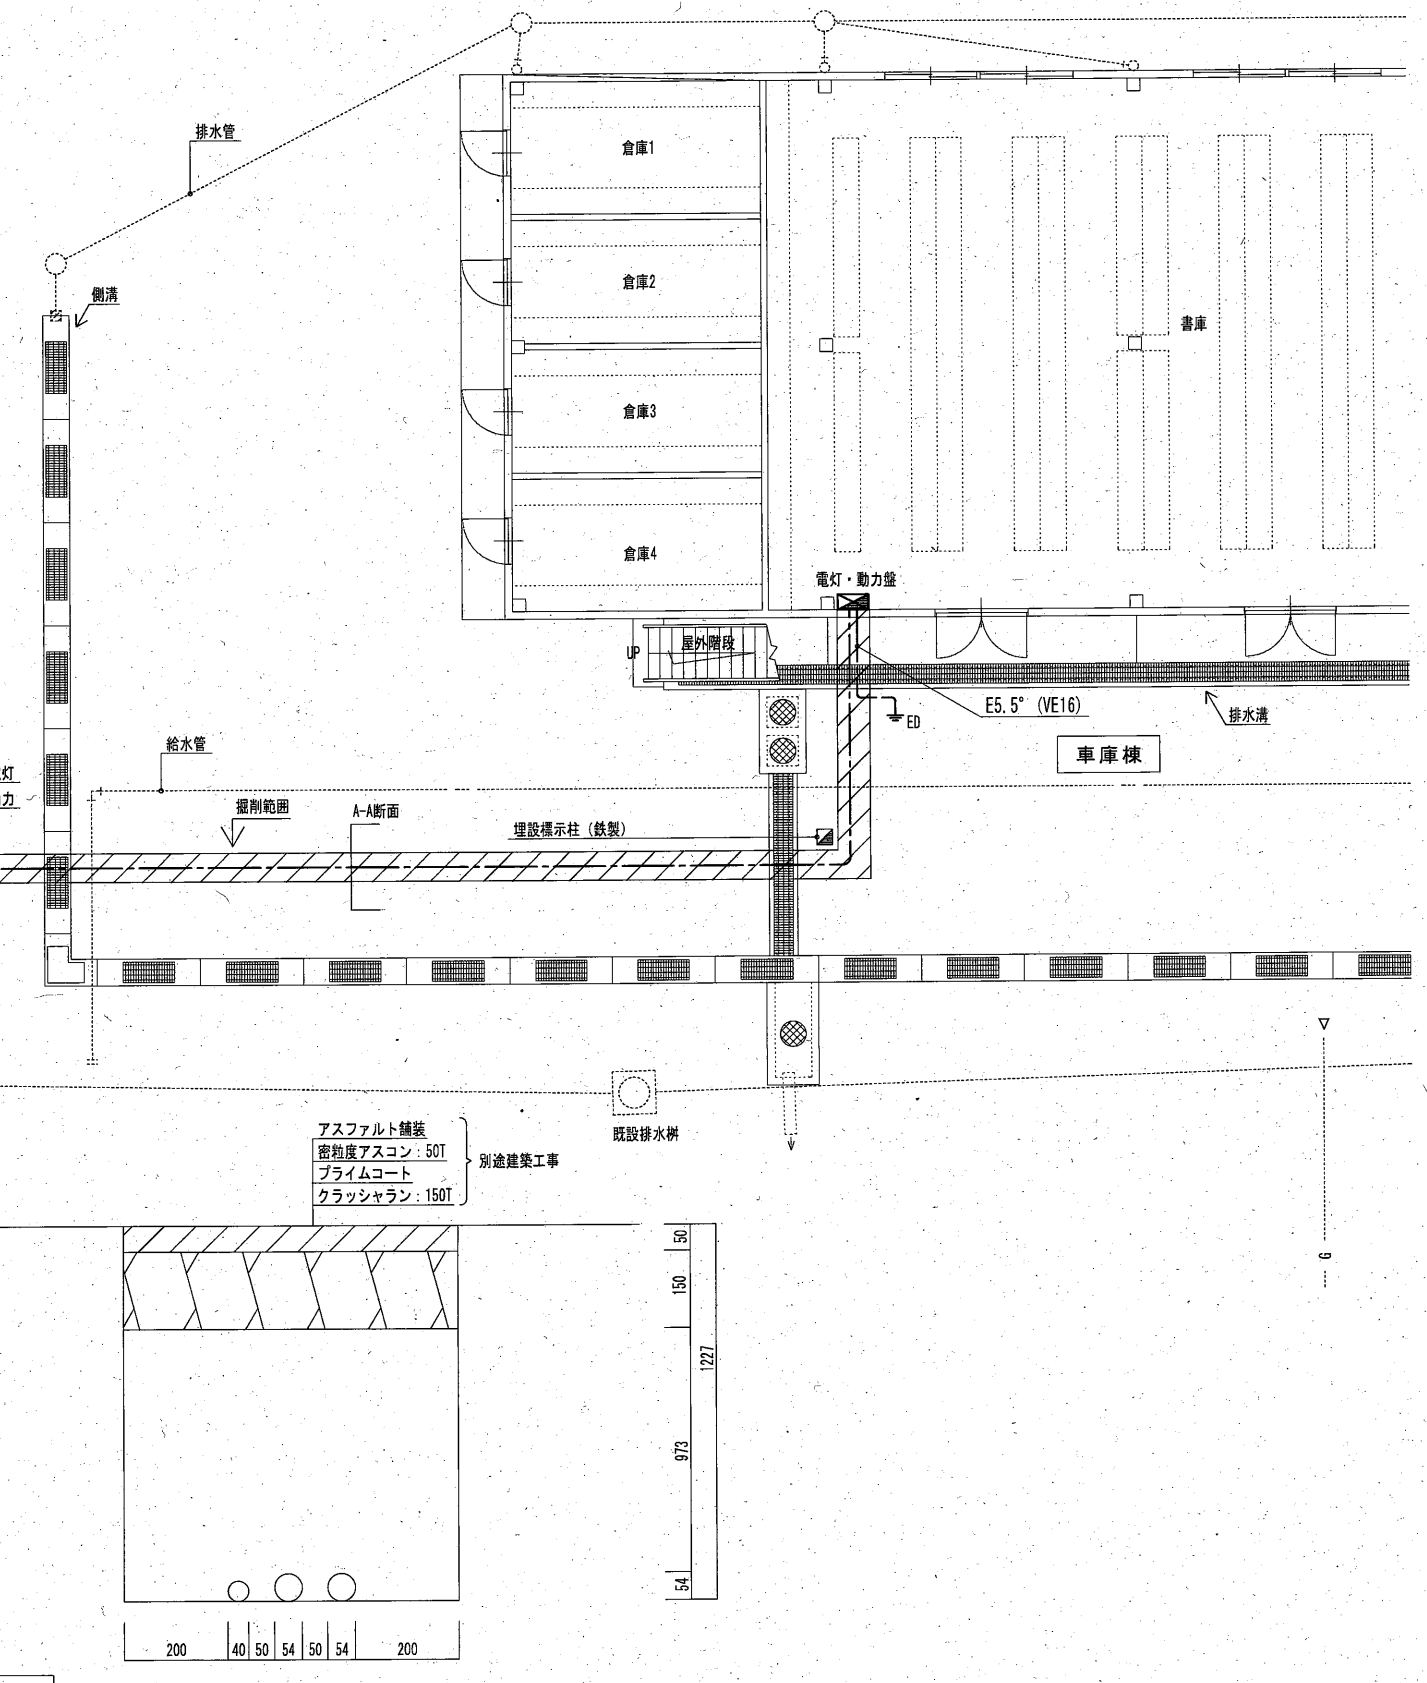 排水管
倉庫1
側溝
倉庫2
書庫
倉庫3
倉庫4
電灯・動力盤
UP
屋外階段
E5.5° (VE16)
ED
排水溝
給水管
車庫棟
灯
力
掘削範囲
A-A断面
埋設標示柱（鉄製）
アスファルト舗装
密粒度アスコン：50T
プライムコート
クラッシャラン：150T
別途建築工事
既設排水桝
50
150
1227
973
54
G
200
40
50
54
50
54
200